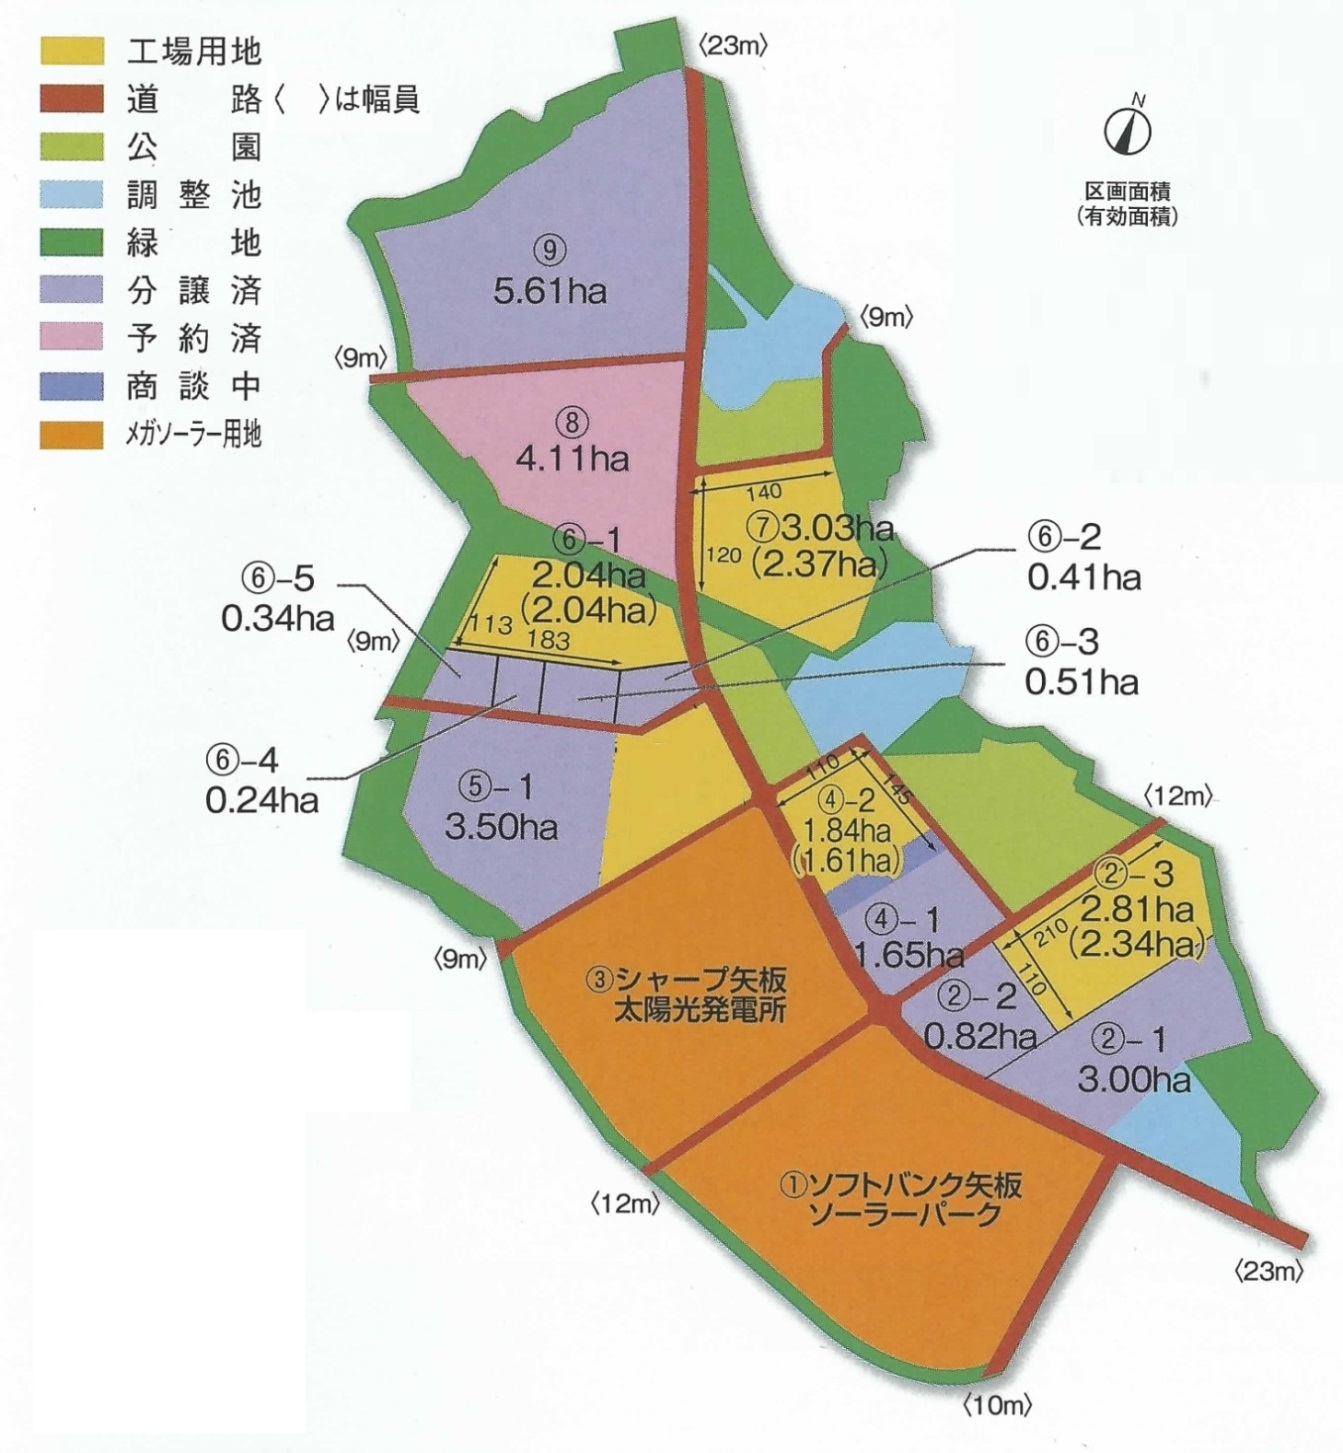 工場用地
道　　路〈　〉は幅員
公　　園
調 整 池
緑　　地
分 譲 済
予 約 済
商 談 中
メガソーラー用地
N
区画面積
(有効面積)
〈23m〉
⑨
5.61ha
〈9m〉
〈9m〉
⑧
4.11ha
140
120
⑦3.03ha
(2.37ha)
⑥-1
2.04ha
(2.04ha)
113
183
⑥-2
0.41ha
⑥-3
0.51ha
⑥-5
0.34ha
〈9m〉
⑥-4
0.24ha
⑤-1
3.50ha
110
145
④-2
1.84ha
(1.61ha)
〈12m〉
②-3
2.81ha
(2.34ha)
210
110
④-1
1.65ha
〈9m〉
③シャープ矢板
太陽光発電所
②-2
0.82ha
②-1
3.00ha
①ソフトバンク矢板
ソーラーパーク
〈12m〉
〈23m〉
〈10m〉